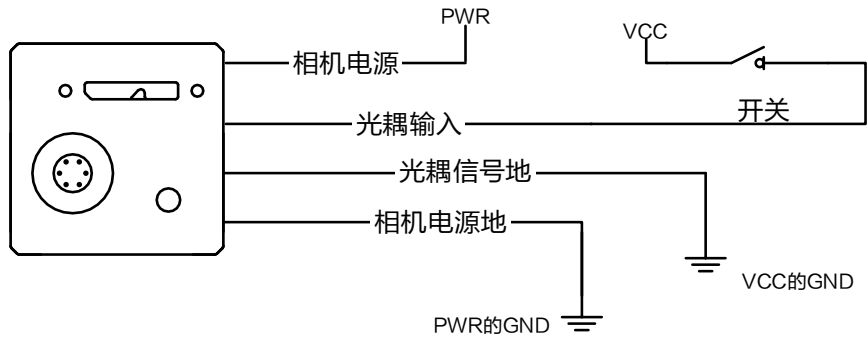 PWR
VCC
相机电源
开关
光耦输入
光耦信号地
相机电源地
VCC的GND
PWR的GND